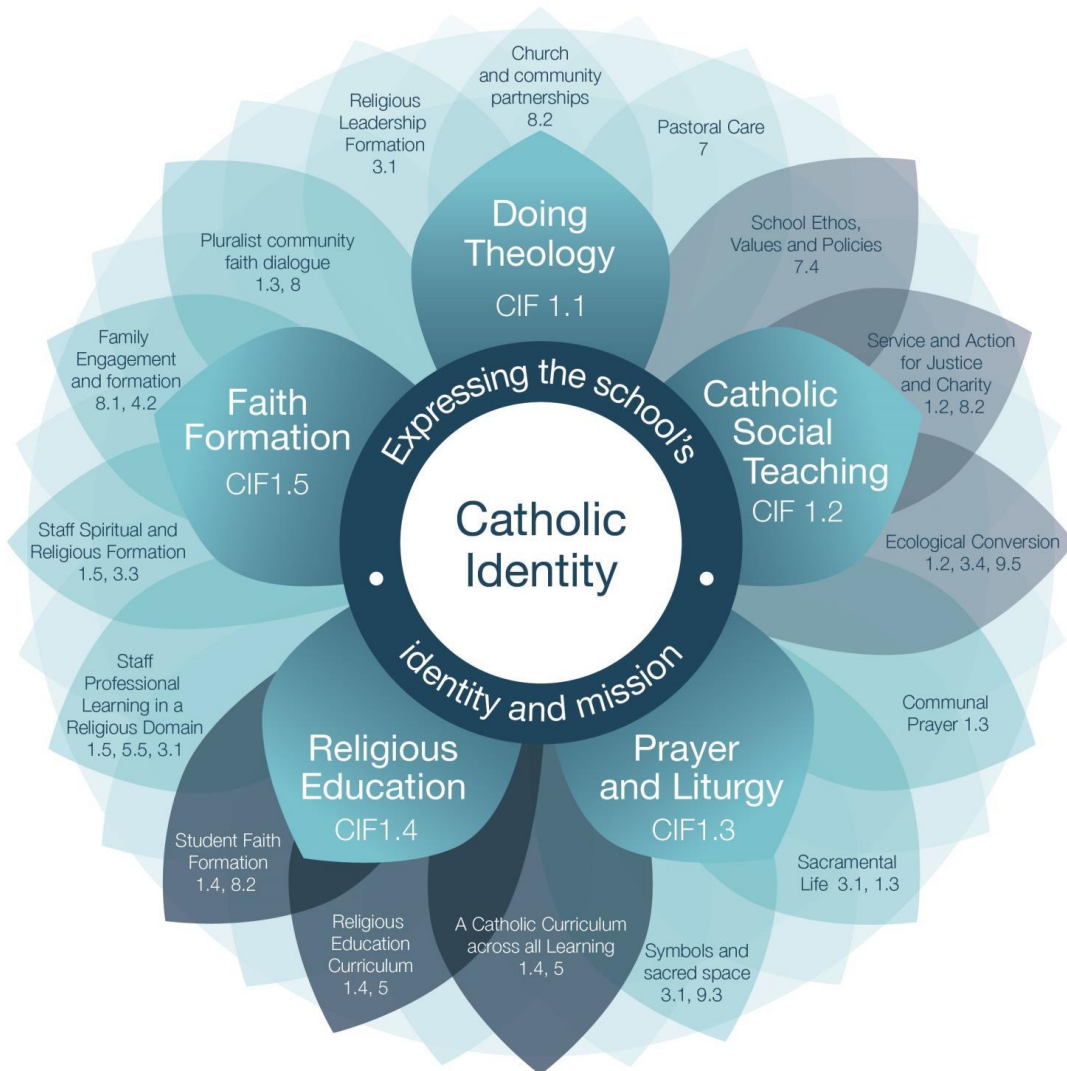 Catholic
Identity
Expressing the school's
identity and mission
Doing
Theology
CIF 1.1
Catholic
Social
Teaching
CIF 1.2
Prayer
and Liturgy
CIF1.3
Religious
Education
CIF1.4
Faith
Formation
CIF1.5
Church
and community
partnerships
8.2
Pastoral Care
7
School Ethos,
Values and Policies
7.4
Service and Action
for Justice
and Charity
1.2, 8.2
Ecological Conversion
1.2, 3.4, 9.5
Communal
Prayer 1.3
Sacramental
Life 3.1, 1.3
Symbols and
sacred space
3.1, 9.3
A Catholic Curriculum
across all Learning
1.4, 5
Religious
Education
Curriculum
1.4, 5
Student Faith
Formation
1.4, 8.2
Staff
Professional
Learning in a
Religious Domain
1.5, 5.5, 3.1
Staff Spiritual and
Religious Formation
1.5, 3.3
Family
Engagement
and formation
8.1, 4.2
Pluralist community
faith dialogue
1.3, 8
Religious
Leadership
Formation
3.1